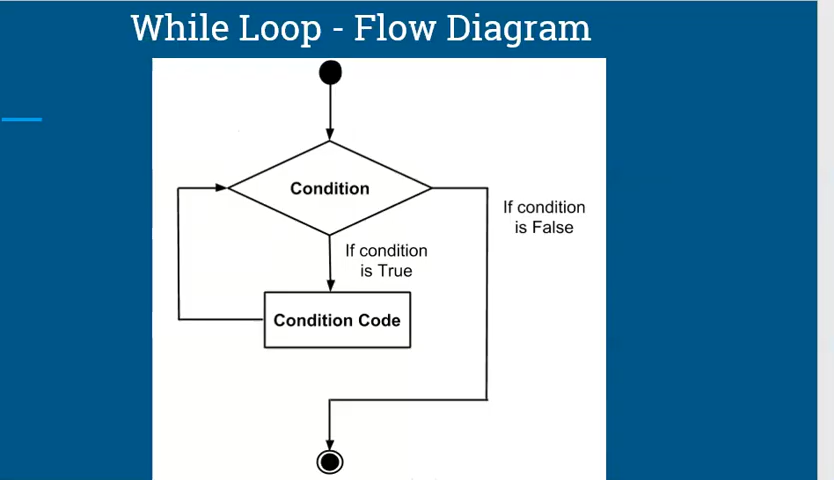 While Loop - Flow Diagram
Condition
If condition
is False
If condition
is True
Condition Code